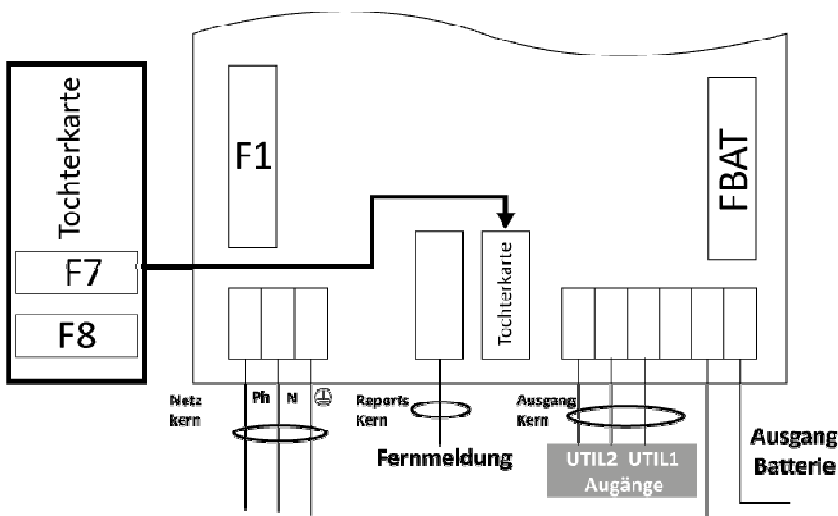 Tochterkarte
F7
F8
F1
FBAT
Tochterkarte
Netz
kern
Ph N
Reports
Kern
Ausgang
Kern
Fernmeldung
UTIL2 UTIL1
Augänge
Ausgang
Batterie